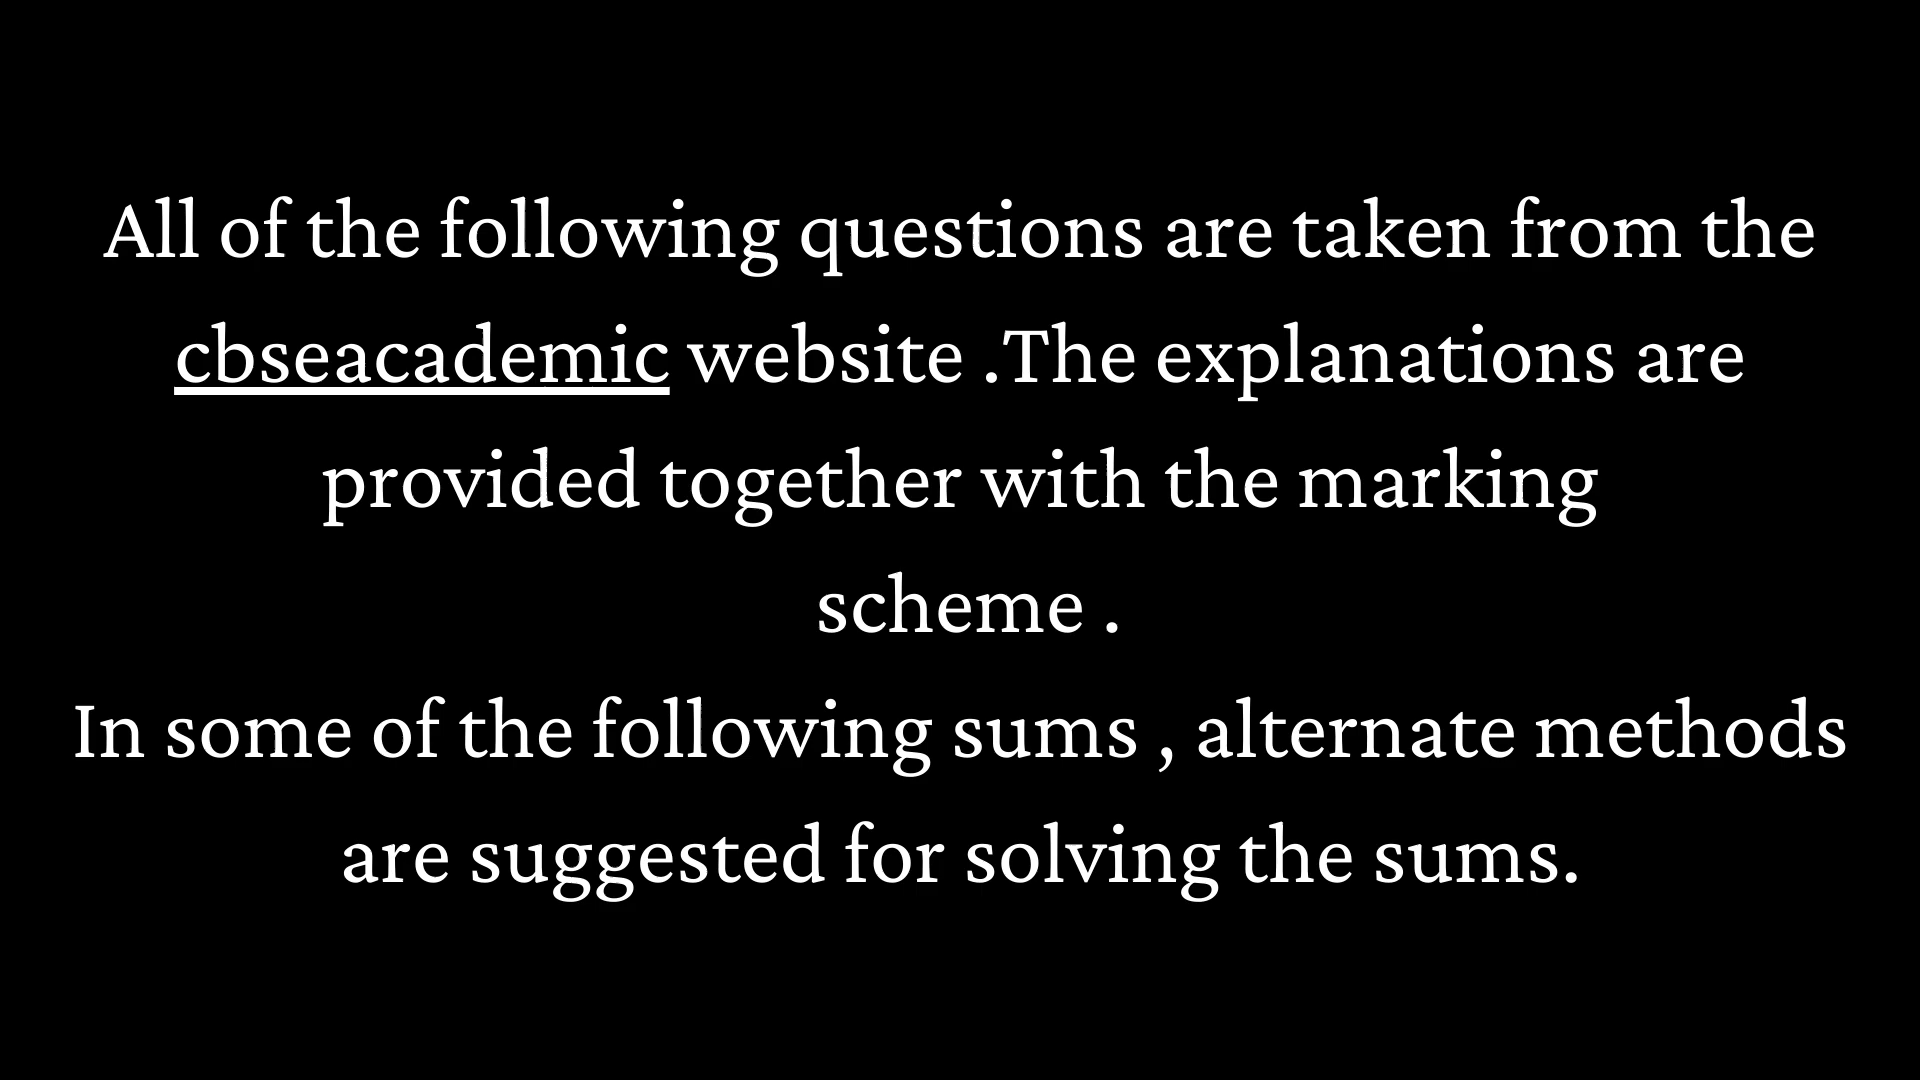 All of the following questions are taken from the
cbseacademic website .The explanations are
provided together with the marking
scheme .
In some of the following sums , alternate methods
are suggested for solving the sums.